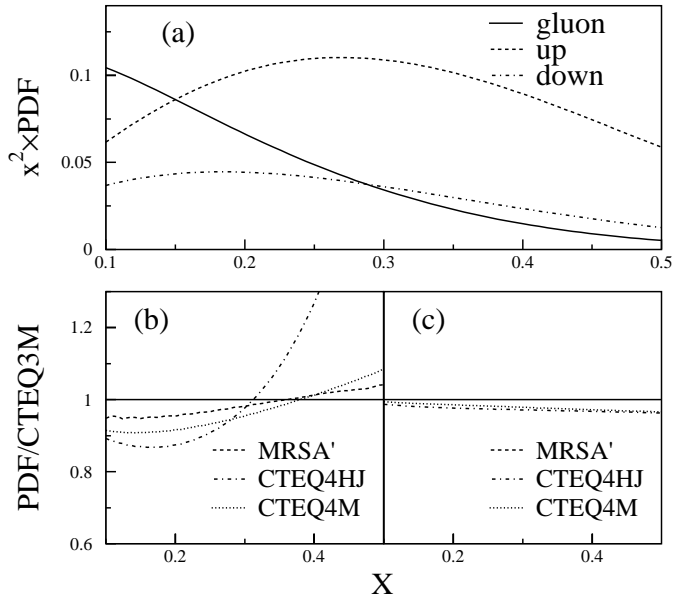 (a)
gluon
up
down
x²×PDF
0.1
0.05
0
0.1 0.2 0.3 0.4 0.5
(b) (c)
PDF/CTEQ3M
1.2
1
0.8
0.6
MRSA' MRSA'
CTEQ4HJ CTEQ4HJ
CTEQ4M CTEQ4M
0.2 0.4 0.2 0.4
X